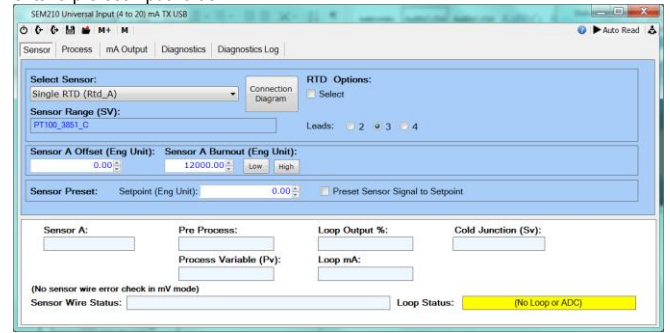 SEM210 Universal Input (4 to 20) mA TX USB
M+ M Auto Read
Sensor Process mA Output Diagnostics Diagnostics Log
Select Sensor: RTD Options:
Single RTD (Rtd_A) Connection Diagram Select
Sensor Range (SV):
PT100_3851_C Leads: 2 3 4
Sensor A Offset (Eng Unit): Sensor A Burnout (Eng Unit):
0.00 12000.00 Low High
Sensor Preset: Setpoint (Eng Unit): 0.00 Preset Sensor Signal to Setpoint
Sensor A: Pre Process: Loop Output %: Cold Junction (Sv):
Process Variable (Pv): Loop mA:
(No sensor wire error check in mV mode)
Sensor Wire Status: Loop Status: (No Loop or ADC)